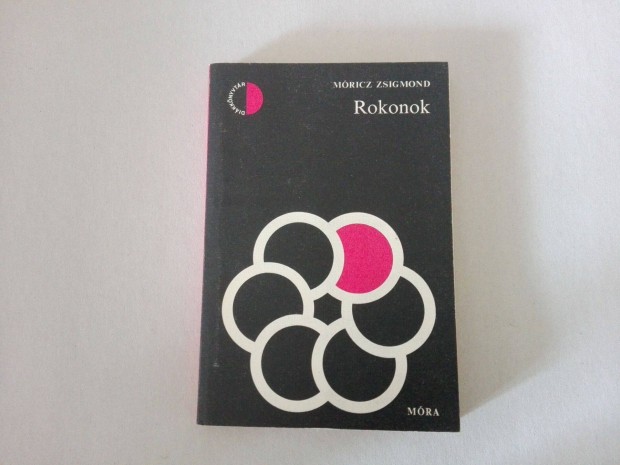 DIÁKKÖNYVTÁR
MÓRICZ ZSIGMOND
Rokonok
MÓRA